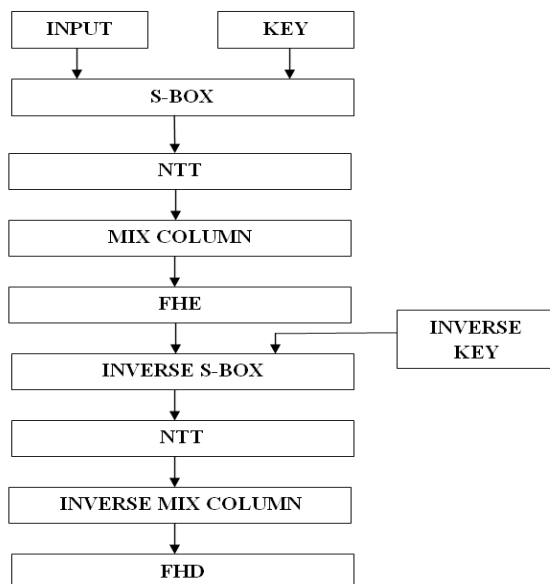 INPUT
KEY
S-BOX
NTT
MIX COLUMN
FHE
INVERSE
KEY
INVERSE S-BOX
NTT
INVERSE MIX COLUMN
FHD